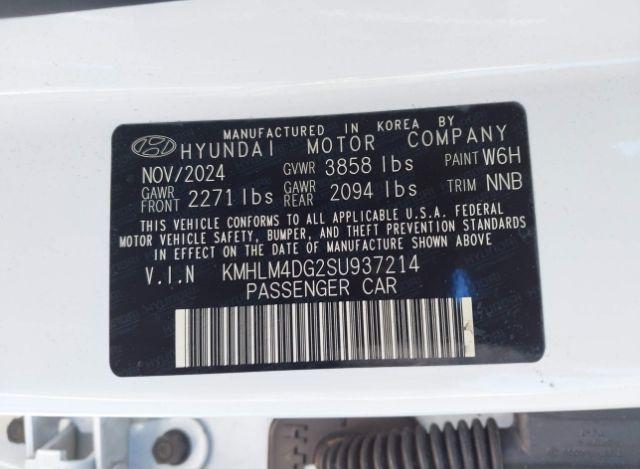 MANUFACTURED IN KOREA BY
HYUNDAI MOTOR COMPANY
NOV/2024 GVWR 3858 lbs PAINT W6H
GAWR FRONT 2271 lbs GAWR REAR 2094 lbs TRIM NNB
THIS VEHICLE CONFORMS TO ALL APPLICABLE U.S.A. FEDERAL
MOTOR VEHICLE SAFETY, BUMPER, AND THEFT PREVENTION STANDARDS
IN EFFECT ON THE DATE OF MANUFACTURE SHOWN ABOVE
V.I.N KMHLM4DG2SU937214
PASSENGER CAR